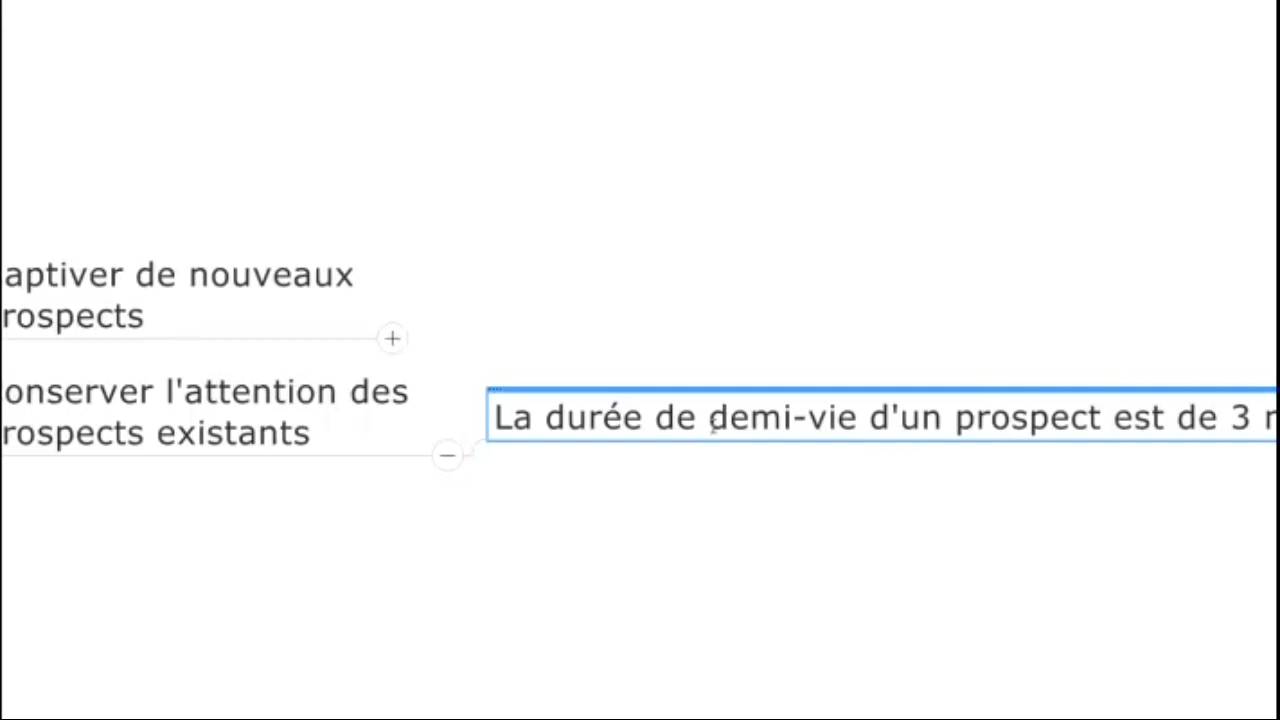 aptiver de nouveaux
rospects
onserver l'attention des
rospects existants
La durée de demi-vie d'un prospect est de 3